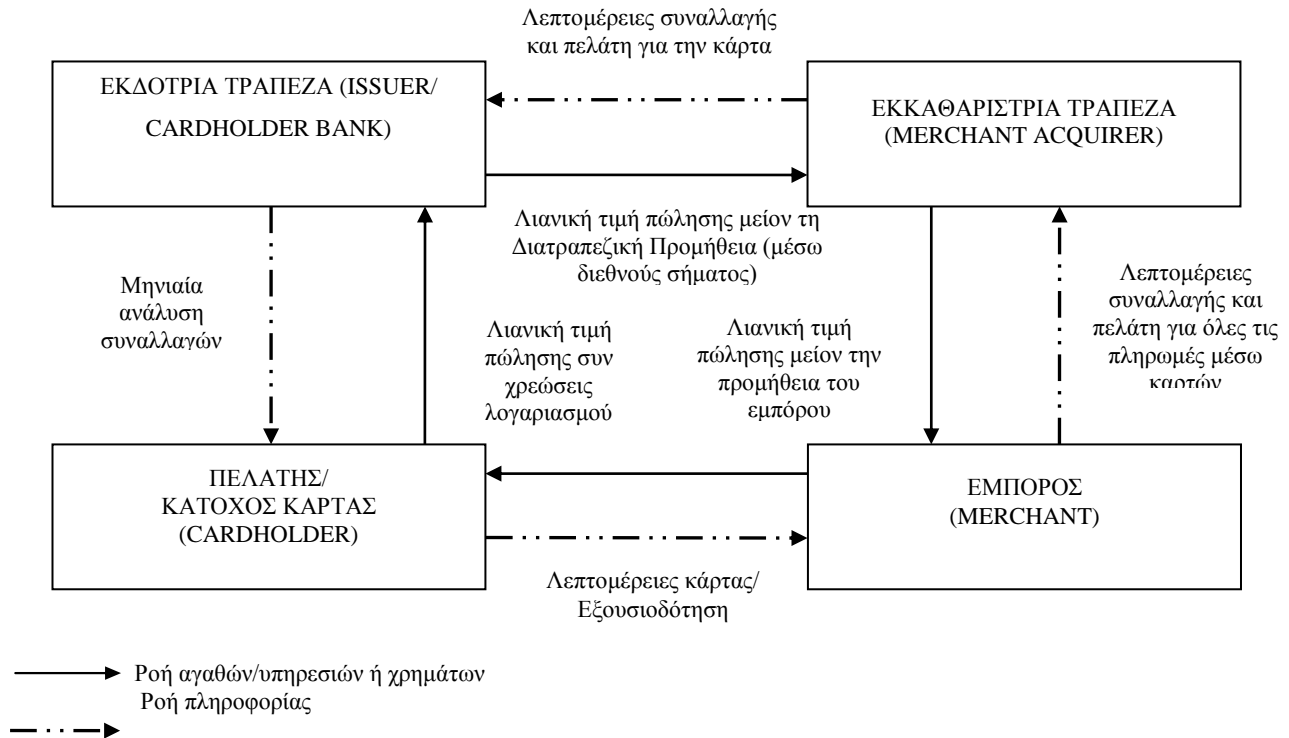 Λεπτομέρειες συναλλαγής
και πελάτη για την κάρτα
ΕΚΔΟΤΡΙΑ ΤΡΑΠΕΖΑ (ISSUER/
CARDHOLDER BANK)
ΕΚΚΑΘΑΡΙΣΤΡΙΑ ΤΡΑΠΕΖΑ
(MERCHANT ACQUIRER)
Λιανική τιμή πώλησης μείον τη
Διατραπεζική Προμήθεια (μέσω
διεθνούς σήματος)
Μηνιαία
ανάλυση
συναλλαγών
Λιανική τιμή
πώλησης συν
χρεώσεις
λογαριασμού
Λιανική τιμή
πώλησης μείον την
προμήθεια του
εμπόρου
Λεπτομέρειες
συναλλαγής και
πελάτη για όλες τις
πληρωμές μέσω
καρτών
ΠΕΛΑΤΗΣ/
ΚΑΤΟΧΟΣ ΚΑΡΤΑΣ
(CARDHOLDER)
ΕΜΠΟΡΟΣ
(MERCHANT)
Λεπτομέρειες κάρτας/
Εξουσιοδότηση
Ροή αγαθών/υπηρεσιών ή χρημάτων
Ροή πληροφορίας